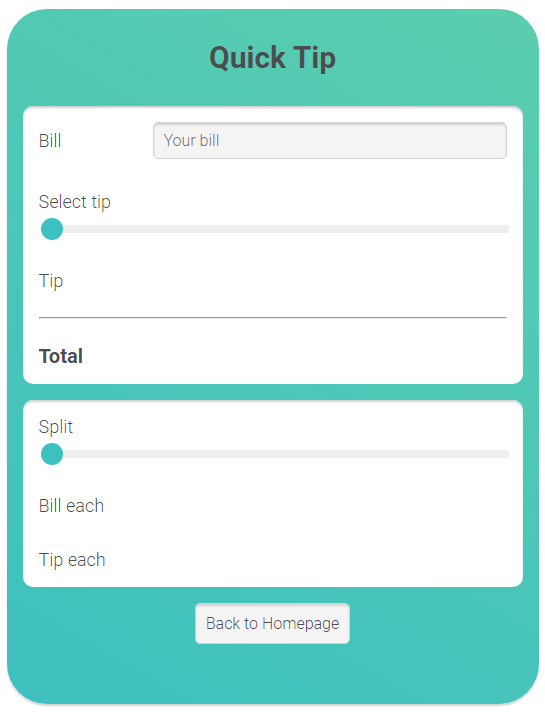 Quick Tip
Bill
Your bill
Select tip
Tip
Total
Split
Bill each
Tip each
Back to Homepage